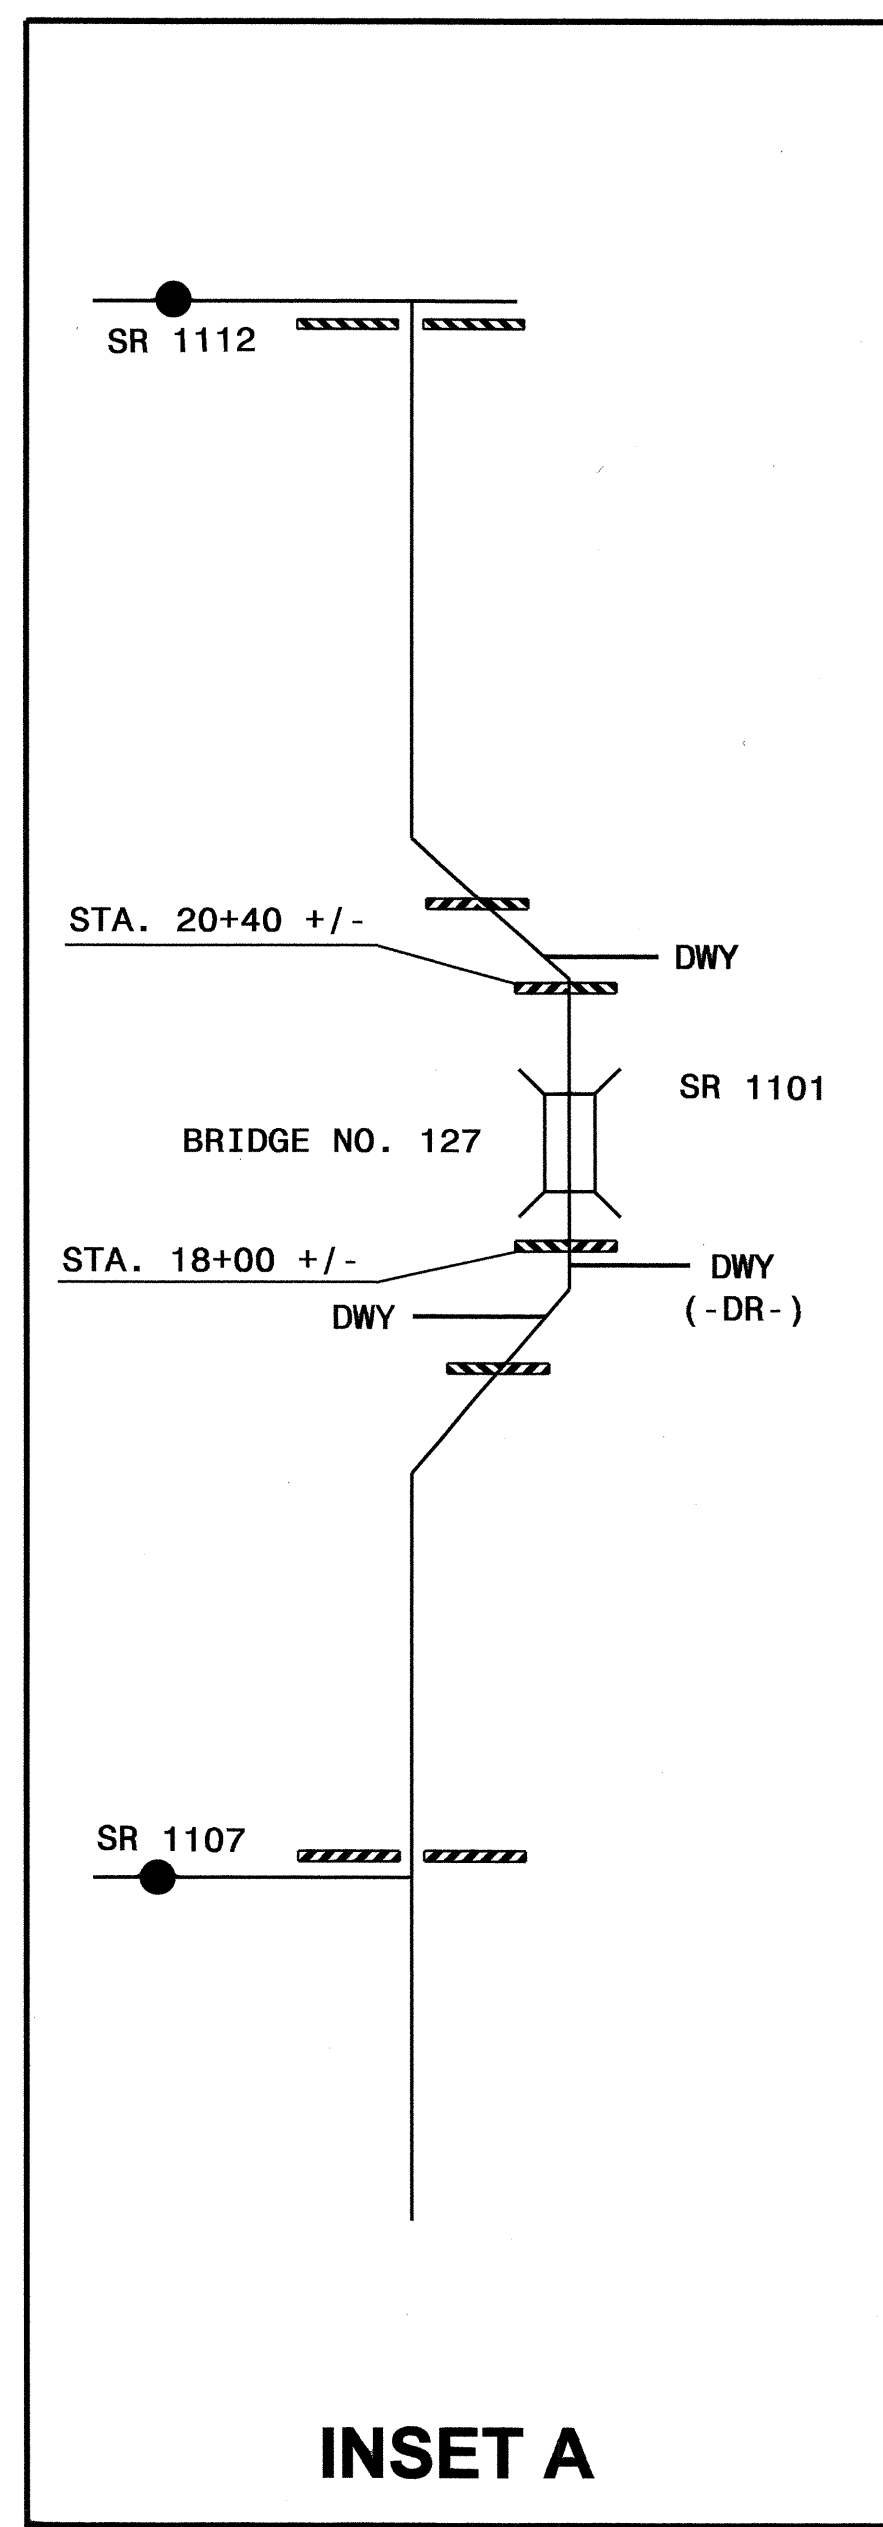 SR 1112
STA. 20+40 +/-
DWY
SR 1101
BRIDGE NO. 127
STA. 18+00 +/-
DWY
(-DR-)
DWY
SR 1107
INSET A